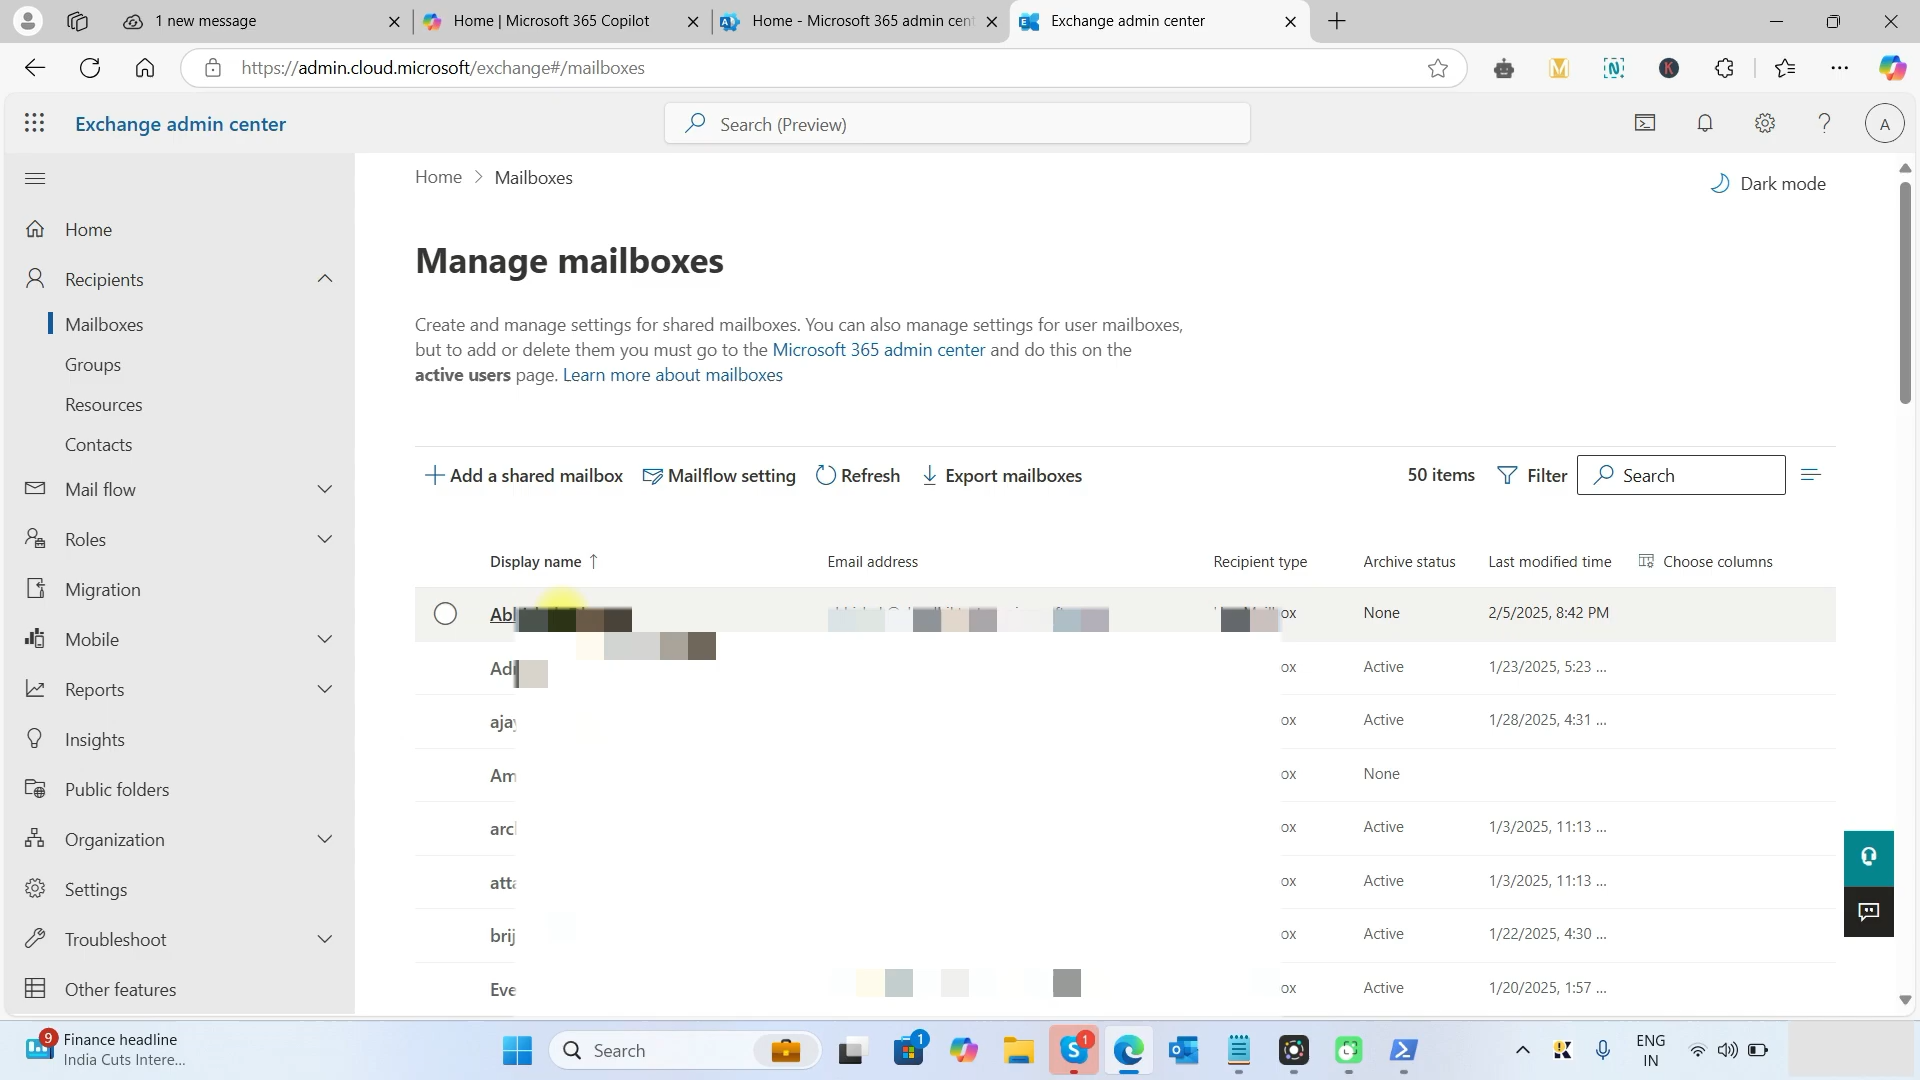 1 new message
Home | Microsoft 365 Copilot
Home - Microsoft 365 admin cent
Exchange admin center
https://admin.cloud.microsoft/exchange#/mailboxes
Exchange admin center
Search (Preview)
A
Home
Recipients
Mailboxes
Groups
Resources
Contacts
Mail flow
Roles
Migration
Mobile
Reports
Insights
Public folders
Organization
Settings
Troubleshoot
Other features
Home > Mailboxes
Dark mode
Manage mailboxes
Create and manage settings for shared mailboxes. You can also manage settings for user mailboxes,
but to add or delete them you must go to the Microsoft 365 admin center and do this on the
active users page. Learn more about mailboxes
Add a shared mailbox Mailflow setting Refresh Export mailboxes 50 items Filter Search
Display name ↑ Email address Recipient type Archive status Last modified time Choose columns
None 2/5/2025, 8:42 PM
Active 1/23/2025, 5:23 ...
Active 1/28/2025, 4:31 ...
None
Active 1/3/2025, 11:13 ...
Active 1/3/2025, 11:13 ...
Active 1/22/2025, 4:30 ...
Active 1/20/2025, 1:57 ...
9
Finance headline
India Cuts Intere...
Search
1
1
ENG
IN